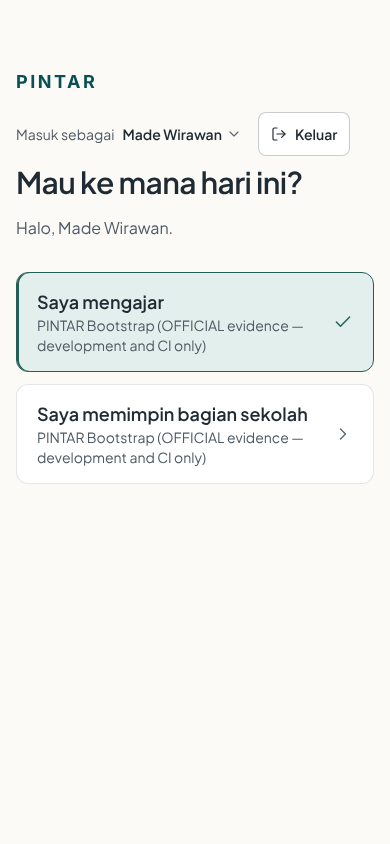 PINTAR
Masuk sebagai Made Wirawan
Keluar
Mau ke mana hari ini?
Halo, Made Wirawan.
Saya mengajar
PINTAR Bootstrap (OFFICIAL evidence —
development and CI only)
Saya memimpin bagian sekolah
PINTAR Bootstrap (OFFICIAL evidence —
development and CI only)